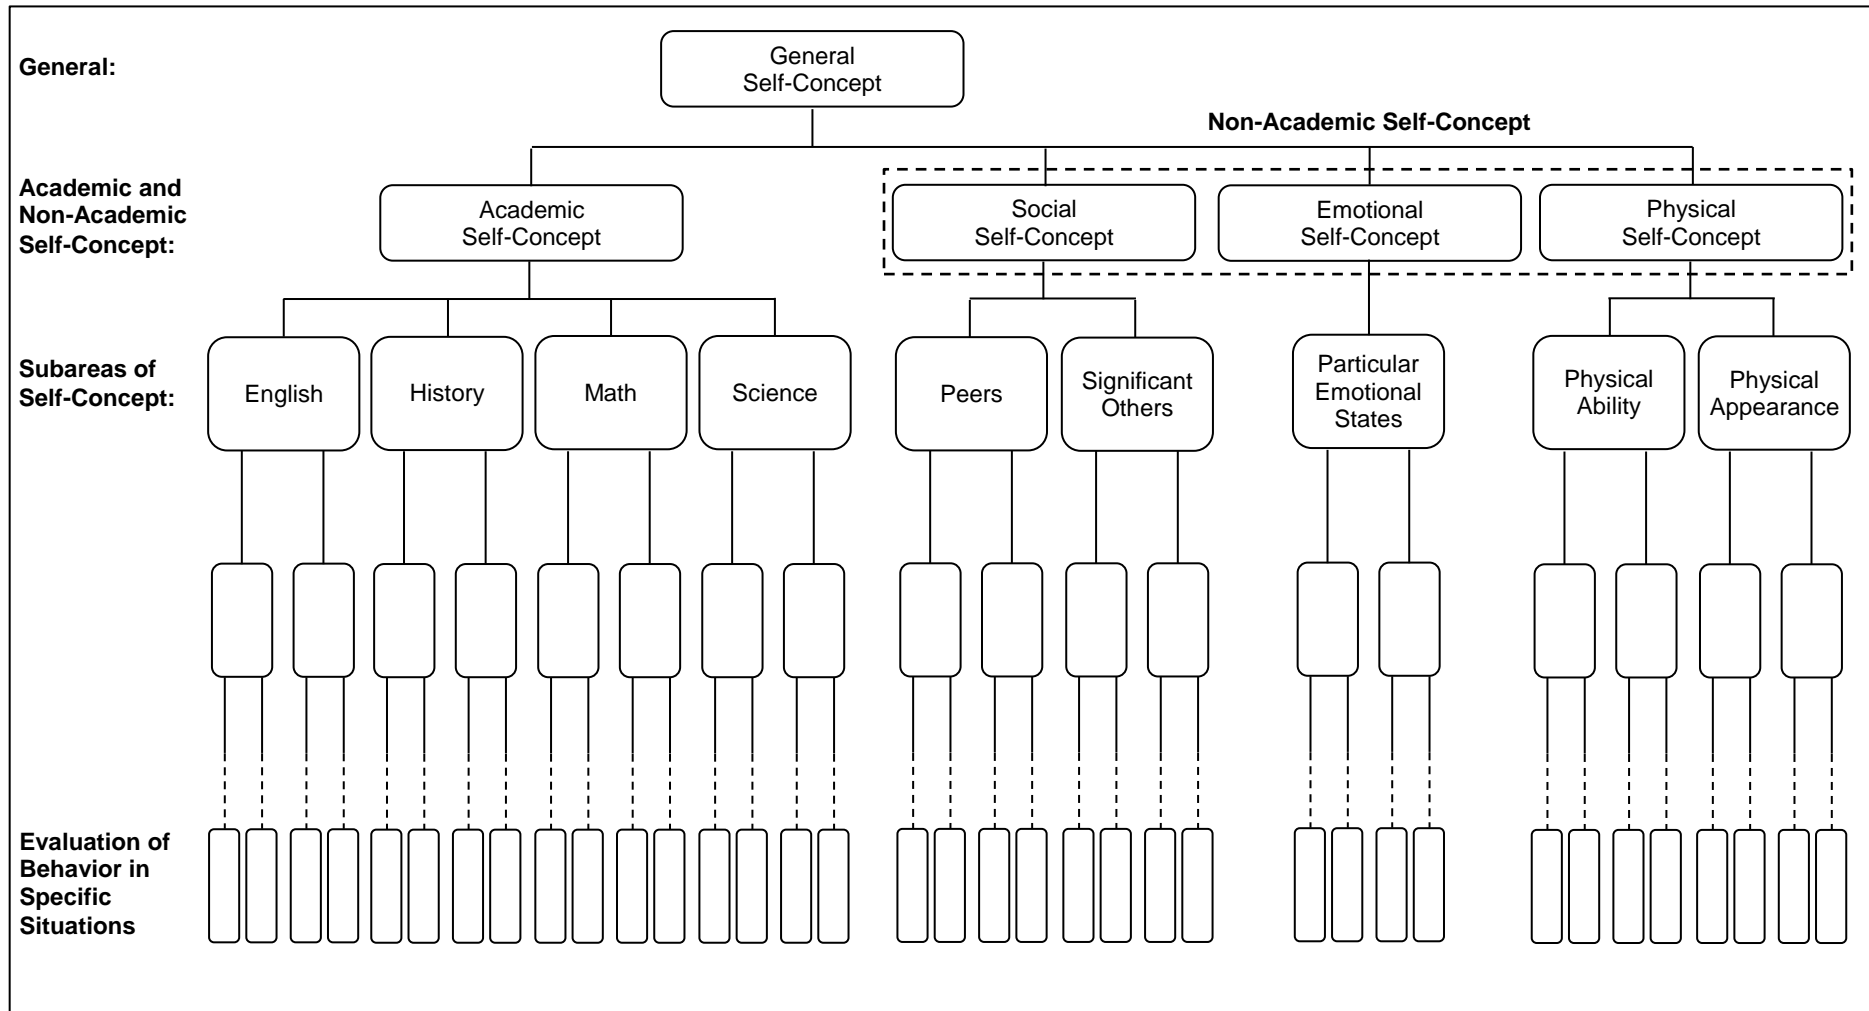 General:
General
Self-Concept
Non-Academic Self-Concept
Academic and
Non-Academic
Self-Concept:
Academic
Self-Concept
Social
Self-Concept
Emotional
Self-Concept
Physical
Self-Concept
Subareas of
Self-Concept:
English
History
Math
Science
Peers
Significant
Others
Particular
Emotional
States
Physical
Ability
Physical
Appearance
Evaluation of
Behavior in
Specific
Situations